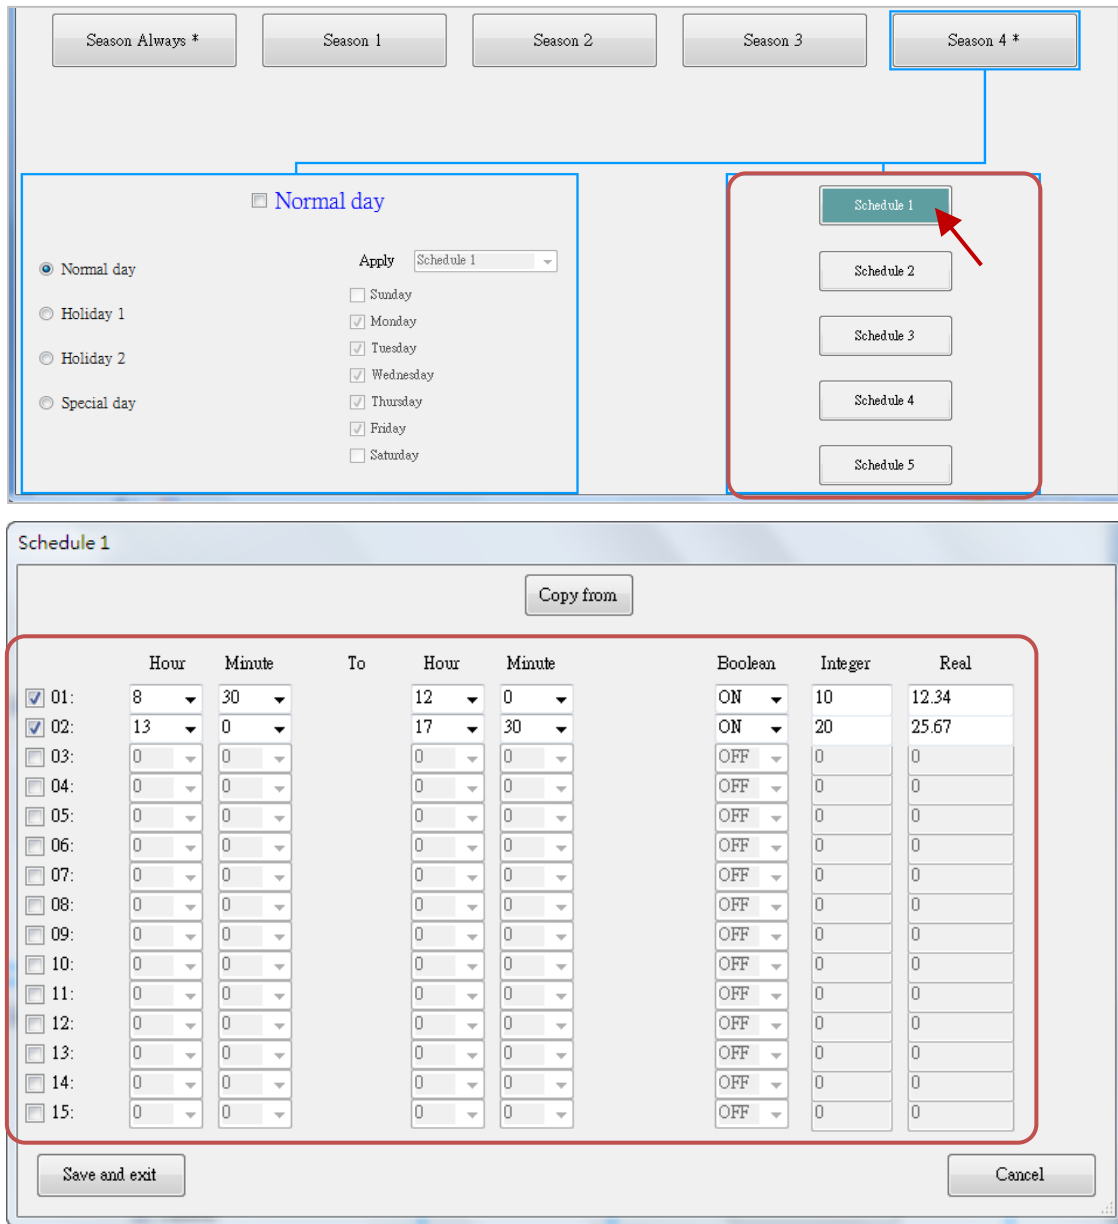 Season Always * Season 1 Season 2 Season 3 Season 4 *
Normal day
Normal day
Holiday 1
Holiday 2
Special day
Apply Schedule 1
Sunday
Monday
Tuesday
Wednesday
Thursday
Friday
Saturday
Schedule 1
Schedule 2
Schedule 3
Schedule 4
Schedule 5
Schedule 1
Copy from
Hour Minute To Hour Minute Boolean Integer Real
01: 8 30 12 0 ON 10 12.34
02: 13 0 17 30 ON 20 25.67
03: 0 0 0 0 OFF 0 0
04: 0 0 0 0 OFF 0 0
05: 0 0 0 0 OFF 0 0
06: 0 0 0 0 OFF 0 0
07: 0 0 0 0 OFF 0 0
08: 0 0 0 0 OFF 0 0
09: 0 0 0 0 OFF 0 0
10: 0 0 0 0 OFF 0 0
11: 0 0 0 0 OFF 0 0
12: 0 0 0 0 OFF 0 0
13: 0 0 0 0 OFF 0 0
14: 0 0 0 0 OFF 0 0
15: 0 0 0 0 OFF 0 0
Save and exit Cancel